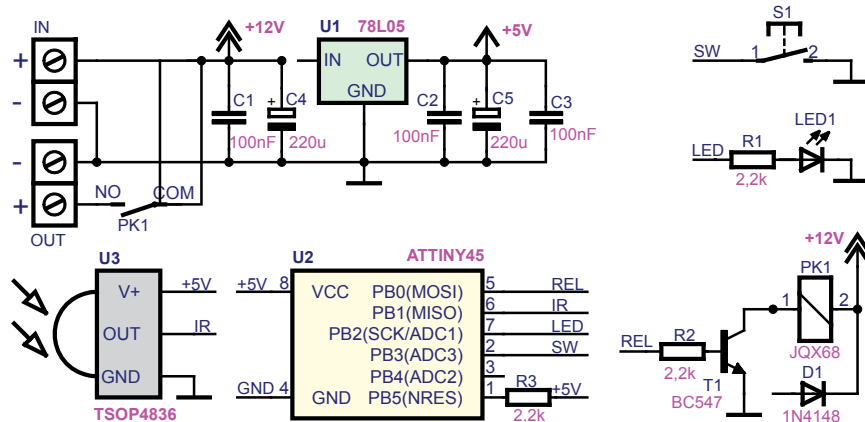 IN
+
-
-
+
OUT
NO
COM
PK1
+12V
U1
78L05
IN
OUT
GND
+5V
C1
100nF
+
C4
220u
C2
100nF
+
C5
220u
C3
100nF
S1
SW
1
2
LED1
LED
R1
2,2k
U3
V+
OUT
GND
+5V
IR
TSOP4836
U2
ATTINY45
+5V
8
VCC
GND
4
GND
PB0(MOSI)
5
REL
PB1(MISO)
6
IR
PB2(SCK/ADC1)
7
LED
PB3(ADC3)
2
SW
PB4(ADC2)
3
PB5(NRES)
1
R3
+5V
2,2k
+12V
PK1
1
2
JQX68
REL
R2
2,2k
T1
BC547
D1
1N4148